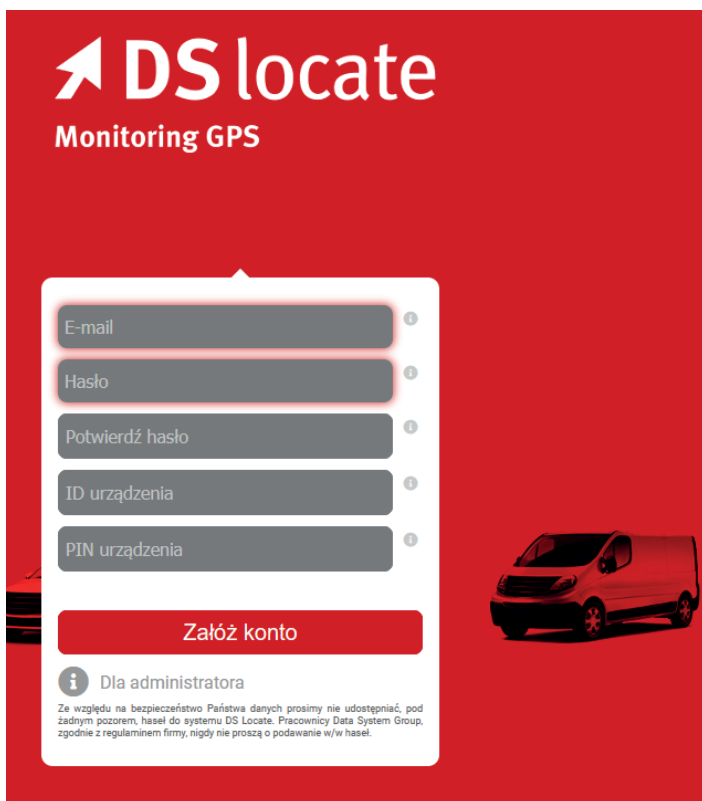 DS locate
Monitoring GPS
E-mail
Hasło
Potwierdź hasło
ID urządzenia
PIN urządzenia
Załóż konto
Dla administratora
Ze względu na bezpieczeństwo Państwa danych prosimy nie udostępniać, pod
żadnym pozorem, haseł do systemu DS Locate. Pracownicy Data System Group,
zgodnie z regulaminem firmy, nigdy nie proszą o podawanie w/w haseł.